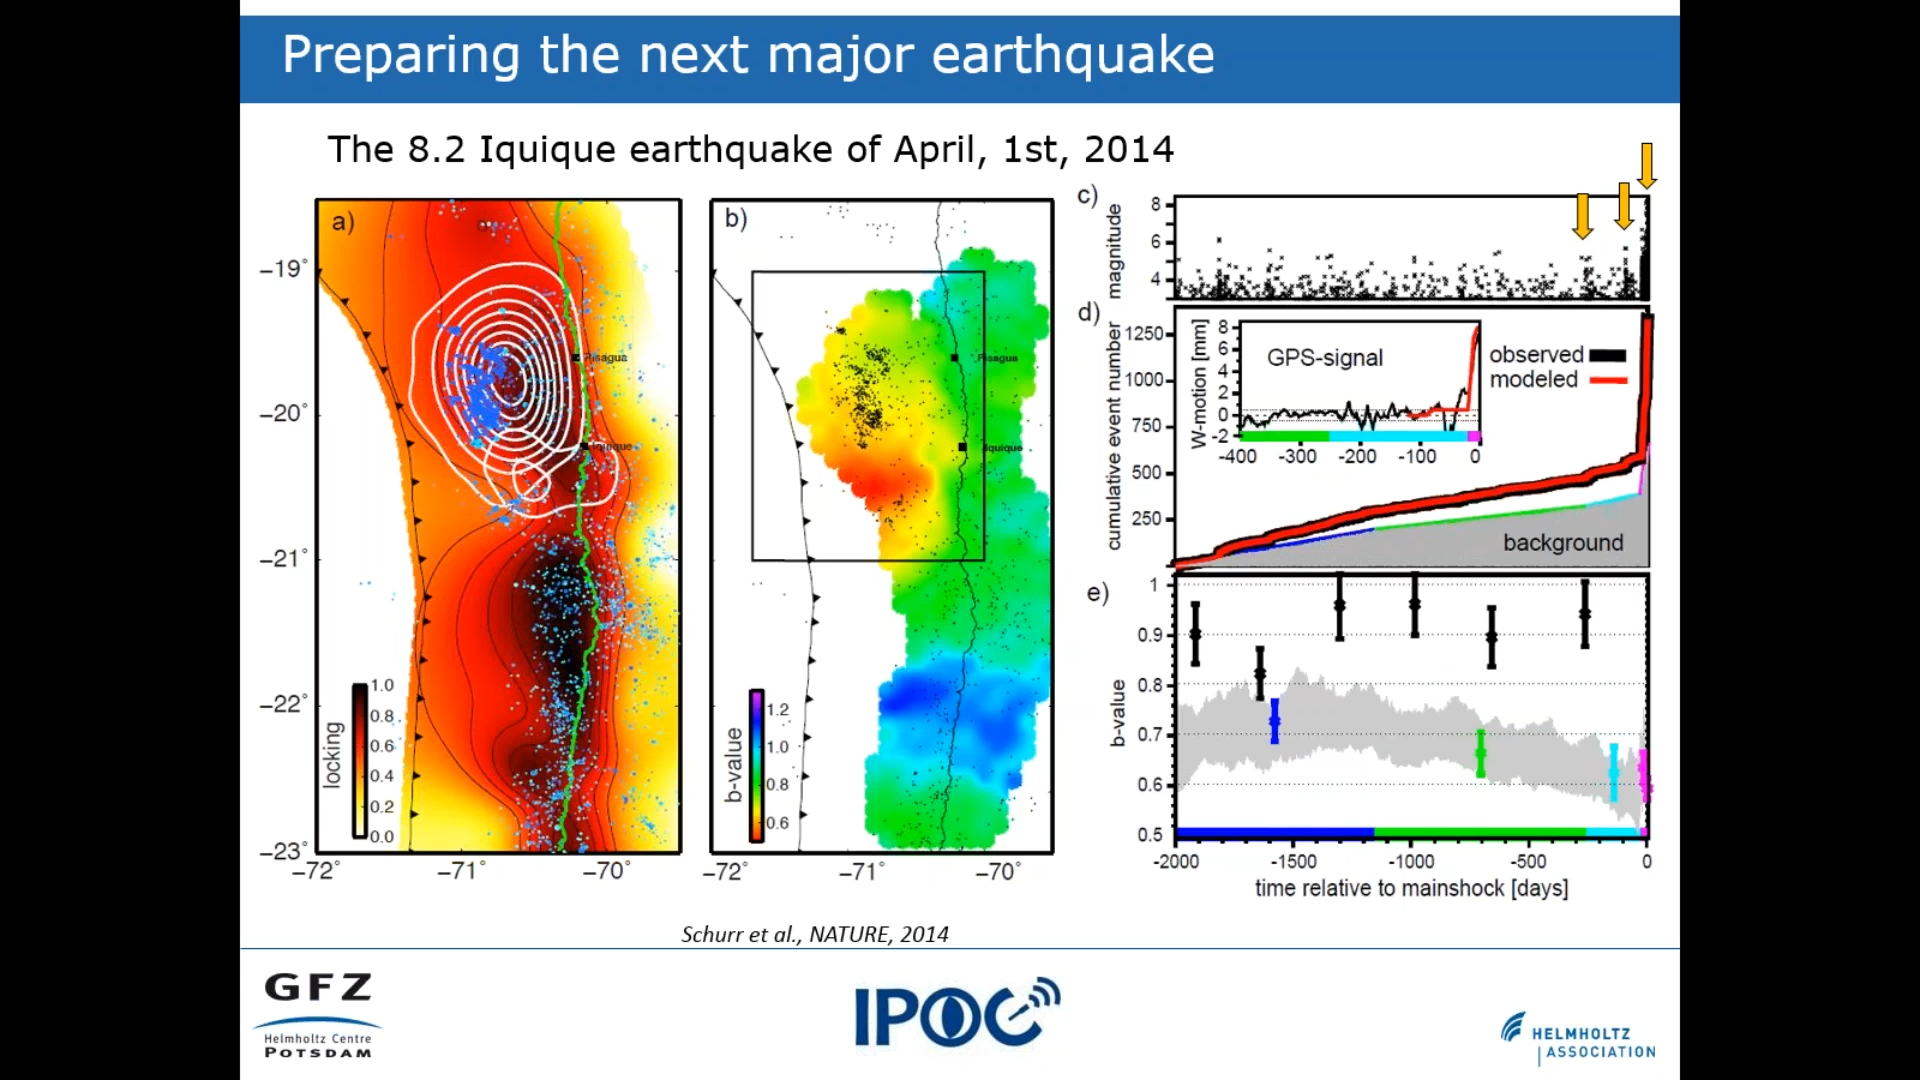 Preparing the next major earthquake
The 8.2 Iquique earthquake of April, 1st, 2014
a)
−19°
−20°
−21°
−22°
−23°
−72°
−71°
−70°
Pisagua
Iquique
locking
1.0
0.8
0.6
0.4
0.2
0.0
b)
Pisagua
Iquique
b-value
1.2
1.0
0.8
0.6
−72°
−71°
−70°
c)
magnitude
8
6
4
d)
cumulative event number
1250
1000
750
500
250
W-motion [mm]
8
6
4
2
0
-2
GPS-signal
-400
-300
-200
-100
0
observed
modeled
background
e)
b-value
1
0.9
0.8
0.7
0.6
0.5
-2000
-1500
-1000
-500
0
time relative to mainshock [days]
Schurr et al., NATURE, 2014
GFZ
Helmholtz Centre
POTSDAM
IPOC
HELMHOLTZ
ASSOCIATION